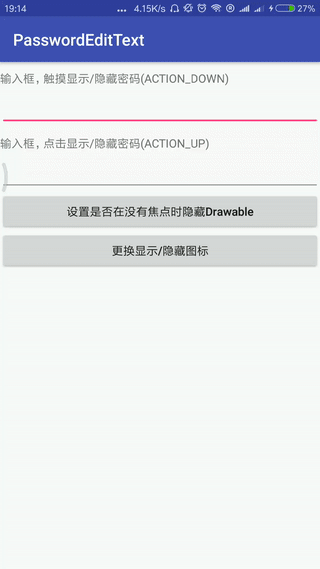 19:14 ... 4.15K/s 27%
PasswordEditText
输入框，触摸显示/隐藏密码(ACTION_DOWN)
输入框，点击显示/隐藏密码(ACTION_UP)
设置是否在没有焦点时隐藏Drawable
更换显示/隐藏图标